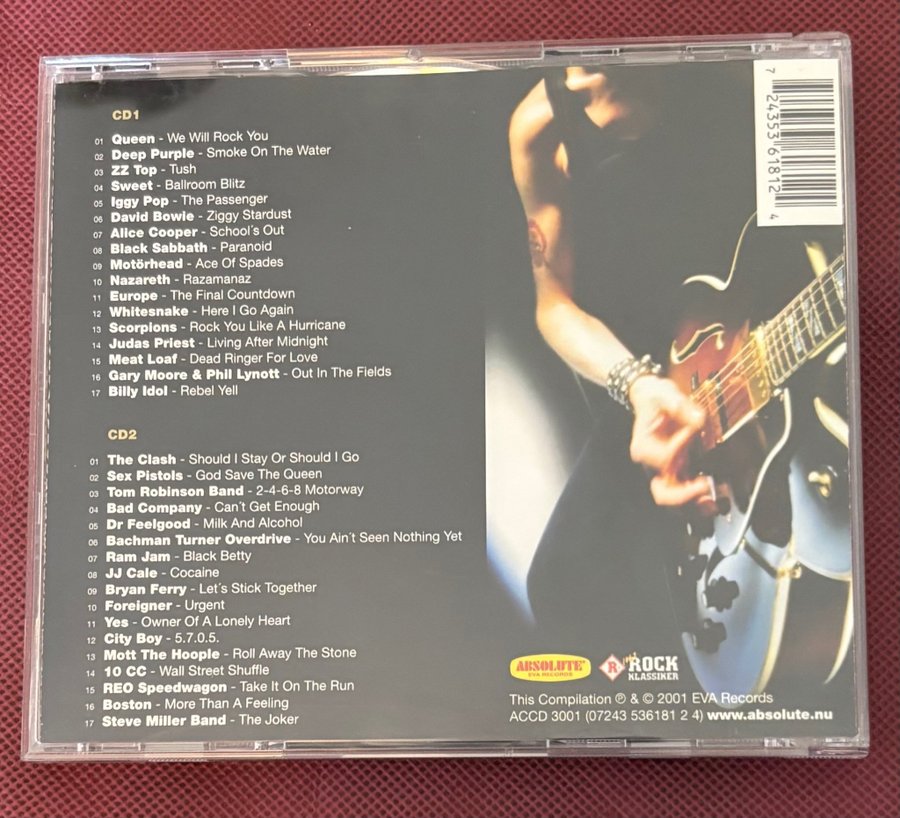 CD1
01 Queen - We Will Rock You
02 Deep Purple - Smoke On The Water
03 ZZ Top - Tush
04 Sweet - Ballroom Blitz
05 Iggy Pop - The Passenger
06 David Bowie - Ziggy Stardust
07 Alice Cooper - School's Out
08 Black Sabbath - Paranoid
09 Motörhead - Ace Of Spades
10 Nazareth - Razamanaz
11 Europe - The Final Countdown
12 Whitesnake - Here I Go Again
13 Scorpions - Rock You Like A Hurricane
14 Judas Priest - Living After Midnight
15 Meat Loaf - Dead Ringer For Love
16 Gary Moore & Phil Lynott - Out In The Fields
17 Billy Idol - Rebel Yell
CD2
01 The Clash - Should I Stay Or Should I Go
02 Sex Pistols - God Save The Queen
03 Tom Robinson Band - 2-4-6-8 Motorway
04 Bad Company - Can't Get Enough
05 Dr Feelgood - Milk And Alcohol
06 Bachman Turner Overdrive - You Ain't Seen Nothing Yet
07 Ram Jam - Black Betty
08 JJ Cale - Cocaine
09 Bryan Ferry - Let's Stick Together
10 Foreigner - Urgent
11 Yes - Owner Of A Lonely Heart
12 City Boy - 5.7.0.5.
13 Mott The Hoople - Roll Away The Stone
14 10 CC - Wall Street Shuffle
15 REO Speedwagon - Take It On The Run
16 Boston - More Than A Feeling
17 Steve Miller Band - The Joker
7 24353 61812 4
ABSOLUTE
EVA RECORDS
R
ROCK
KLASSIKER
This Compilation ℗ & © 2001 EVA Records
ACCD 3001 (07243 536181 2 4) www.absolute.nu